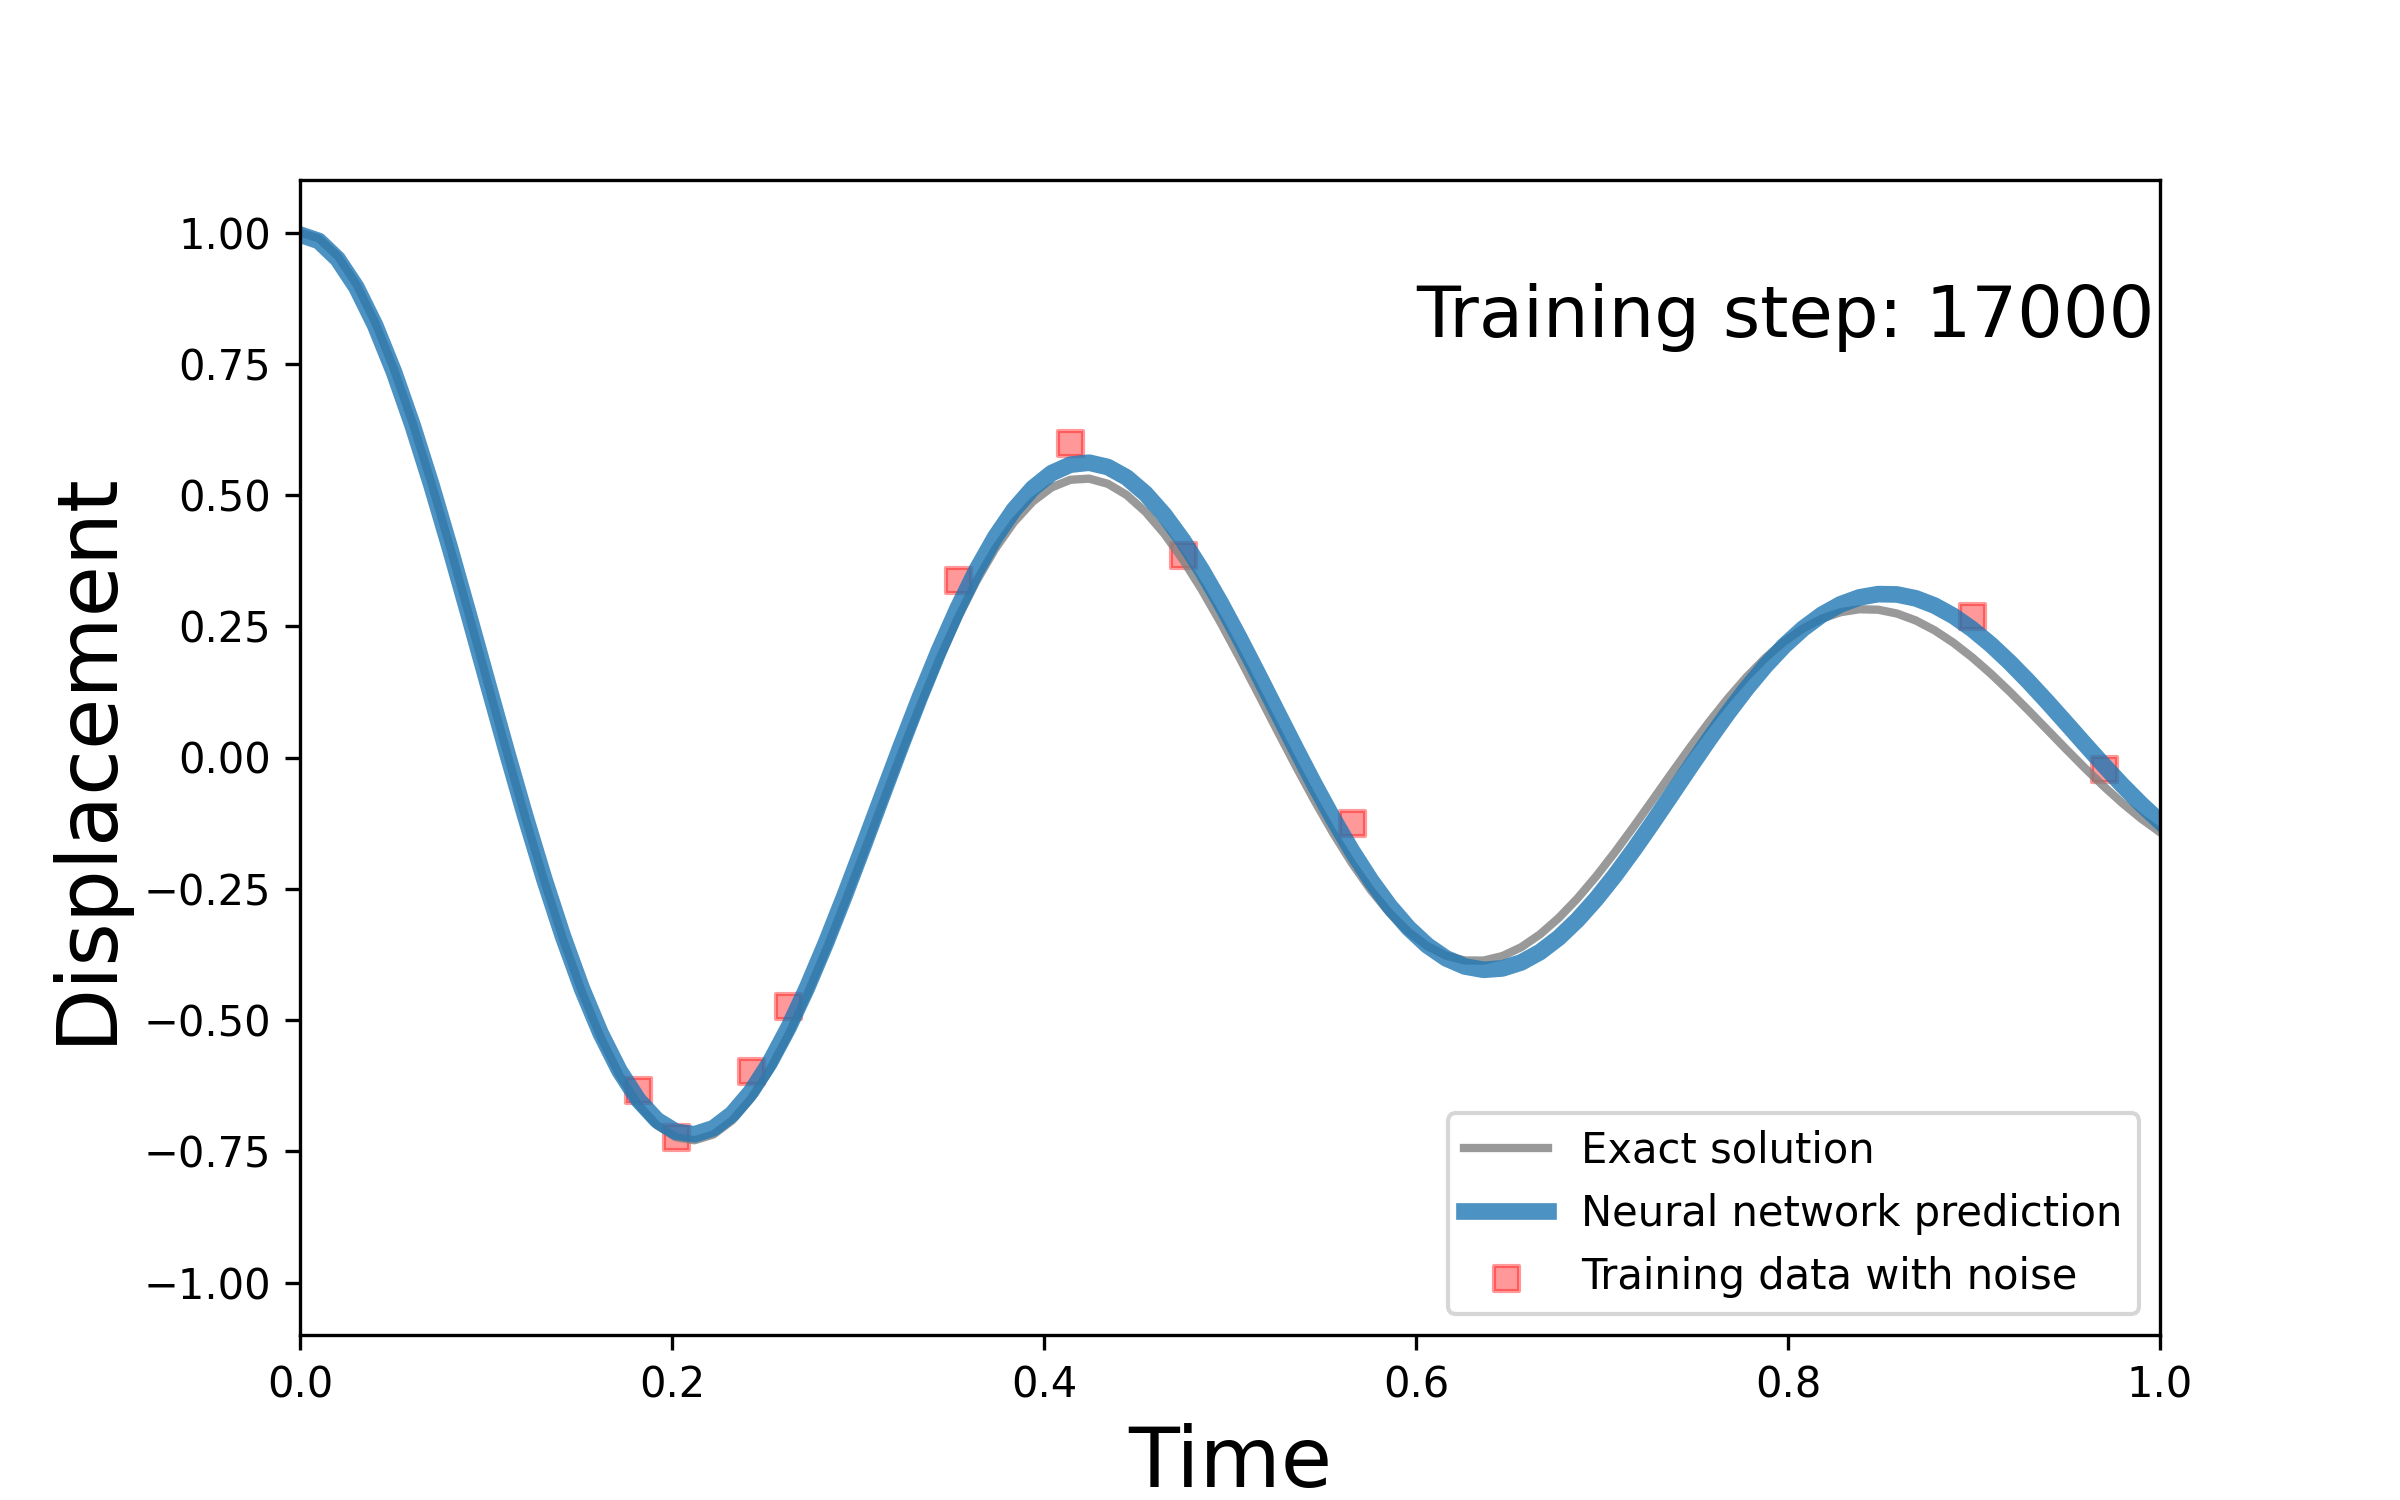 Training step: 17000
Displacement
1.00
0.75
0.50
0.25
0.00
−0.25
−0.50
−0.75
−1.00
Exact solution
Neural network prediction
Training data with noise
0.0 0.2 0.4 0.6 0.8 1.0
Time